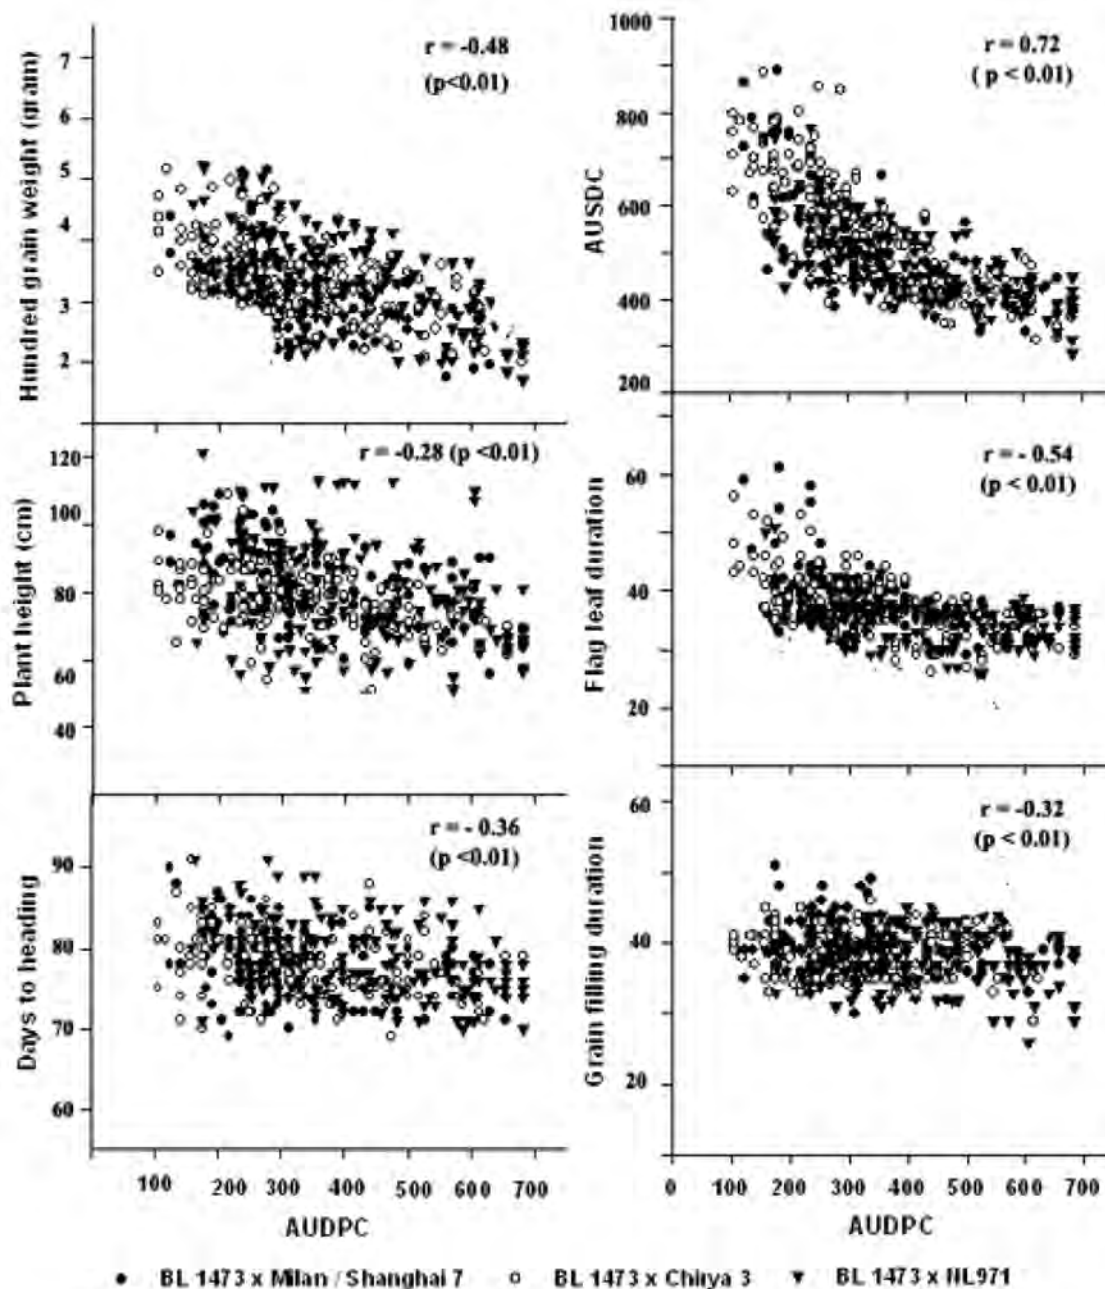 r = -0.48
(p<0.01)
Hundred grain weight (gram)
7
6
5
4
3
2
r = 0.72
( p < 0.01)
AUSDC
1000
800
600
400
200
r = -0.28 (p <0.01)
Plant height (cm)
120
100
80
60
40
r = - 0.54
(p < 0.01)
Flag leaf duration
60
40
20
r = - 0.36
(p <0.01)
Days to heading
90
80
70
60
100 200 300 400 500 600 700
AUDPC
r = -0.32
(p < 0.01)
Grain filling duration
60
40
20
0 100 200 300 400 500 600 700
AUDPC
● BL 1473 x Milan / Shanghai 7 ○ BL 1473 x Chirya 3 ▼ BL 1473 x NL971